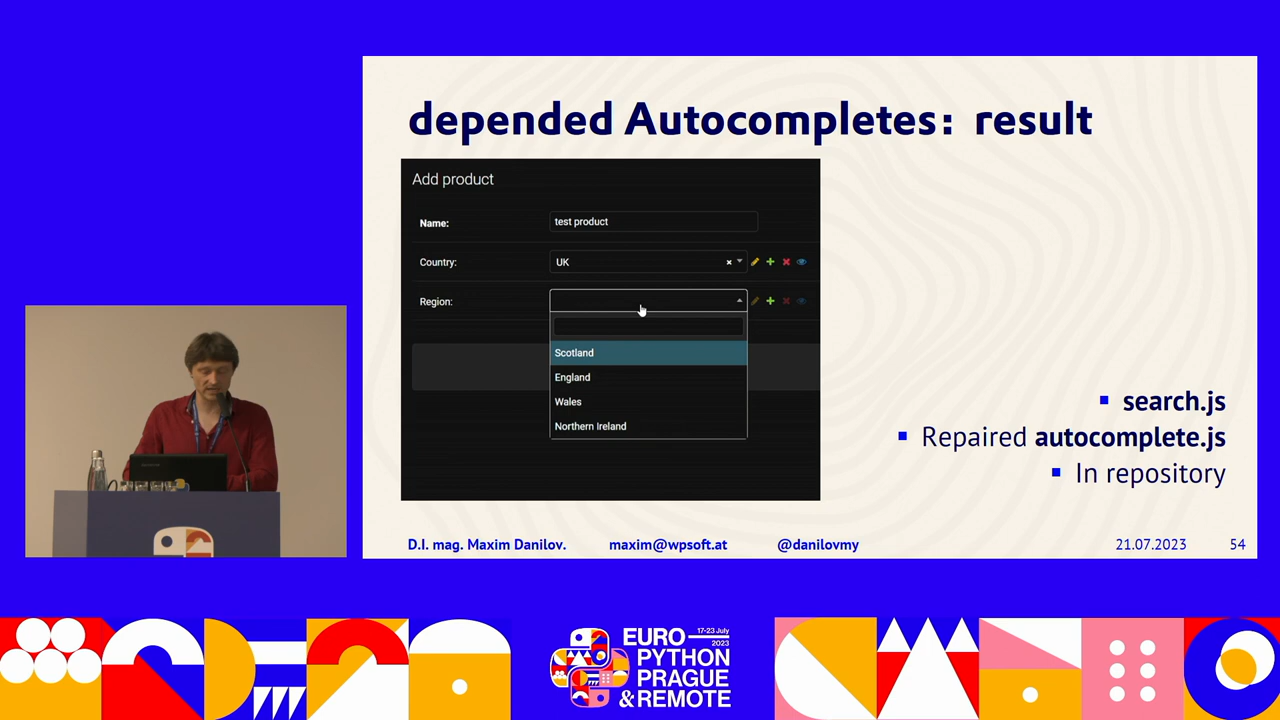 depended Autocompletes: result
Add product
Name:
test product
Country:
UK
Region:
Scotland
England
Wales
Northern Ireland
search.js
Repaired autocomplete.js
In repository
D.I. mag. Maxim Danilov.
maxim@wpsoft.at
@danilovmy
21.07.2023
54
EURO
17-23 July
2023
PYTHON
PRAGUE
&REMOTE